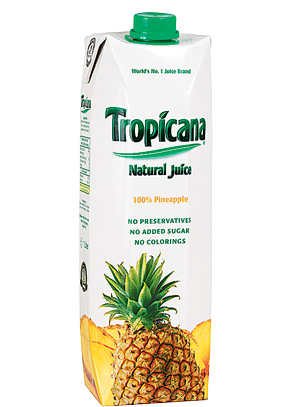 World's No. 1 Juice Brand
Tropicana
Natural Juice
100% Pineapple
NO PRESERVATIVES
NO ADDED SUGAR
NO COLORINGS